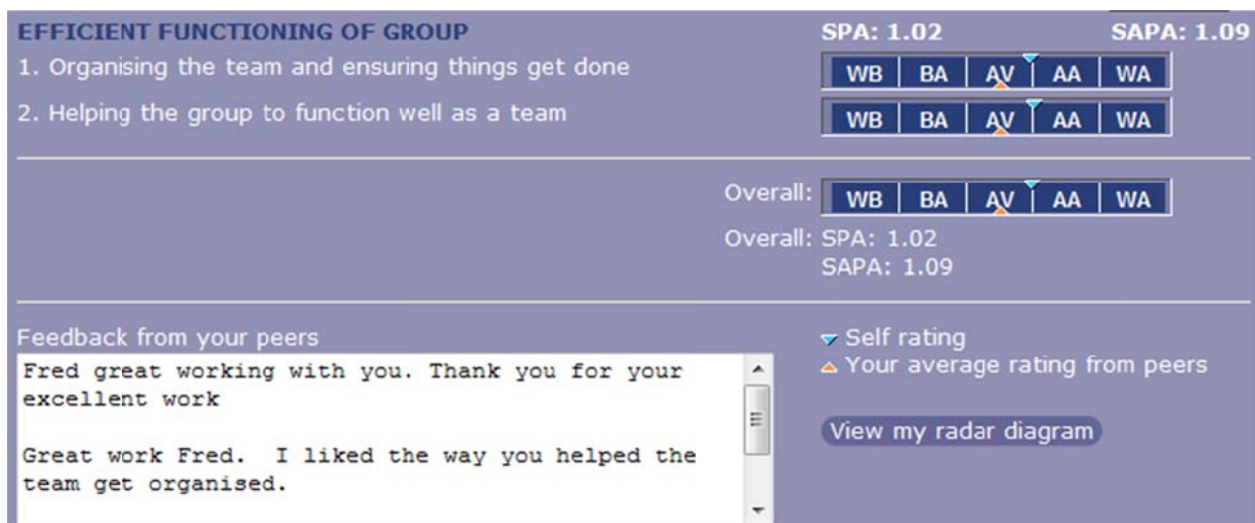 EFFICIENT FUNCTIONING OF GROUP SPA: 1.02 SAPA: 1.09
1. Organising the team and ensuring things get done WB BA AV AA WA
2. Helping the group to function well as a team WB BA AV AA WA
Overall: WB BA AV AA WA
Overall: SPA: 1.02
SAPA: 1.09
Feedback from your peers
Fred great working with you. Thank you for your
excellent work
Great work Fred. I liked the way you helped the
team get organised.
Self rating
Your average rating from peers
View my radar diagram